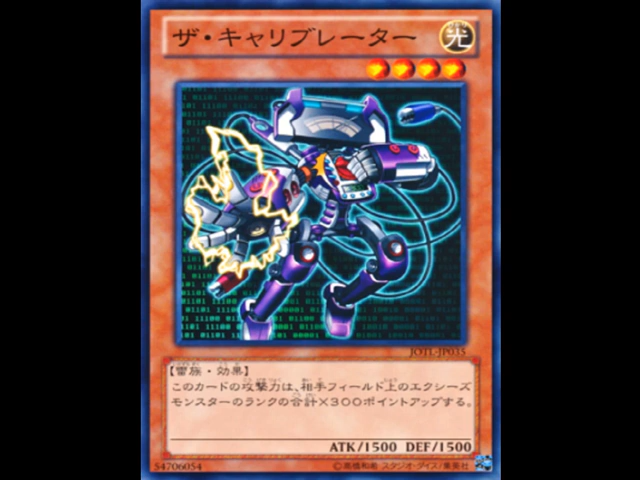 ザ・キャリブレーター
光
JOTL-JP035
【雷族・効果】
このカードの攻撃力は、相手フィールド上のエクシーズ
モンスターのランクの合計×300ポイントアップする。
ATK/1500 DEF/1500
54706054
©高橋和希 スタジオ・ダイス/集英社